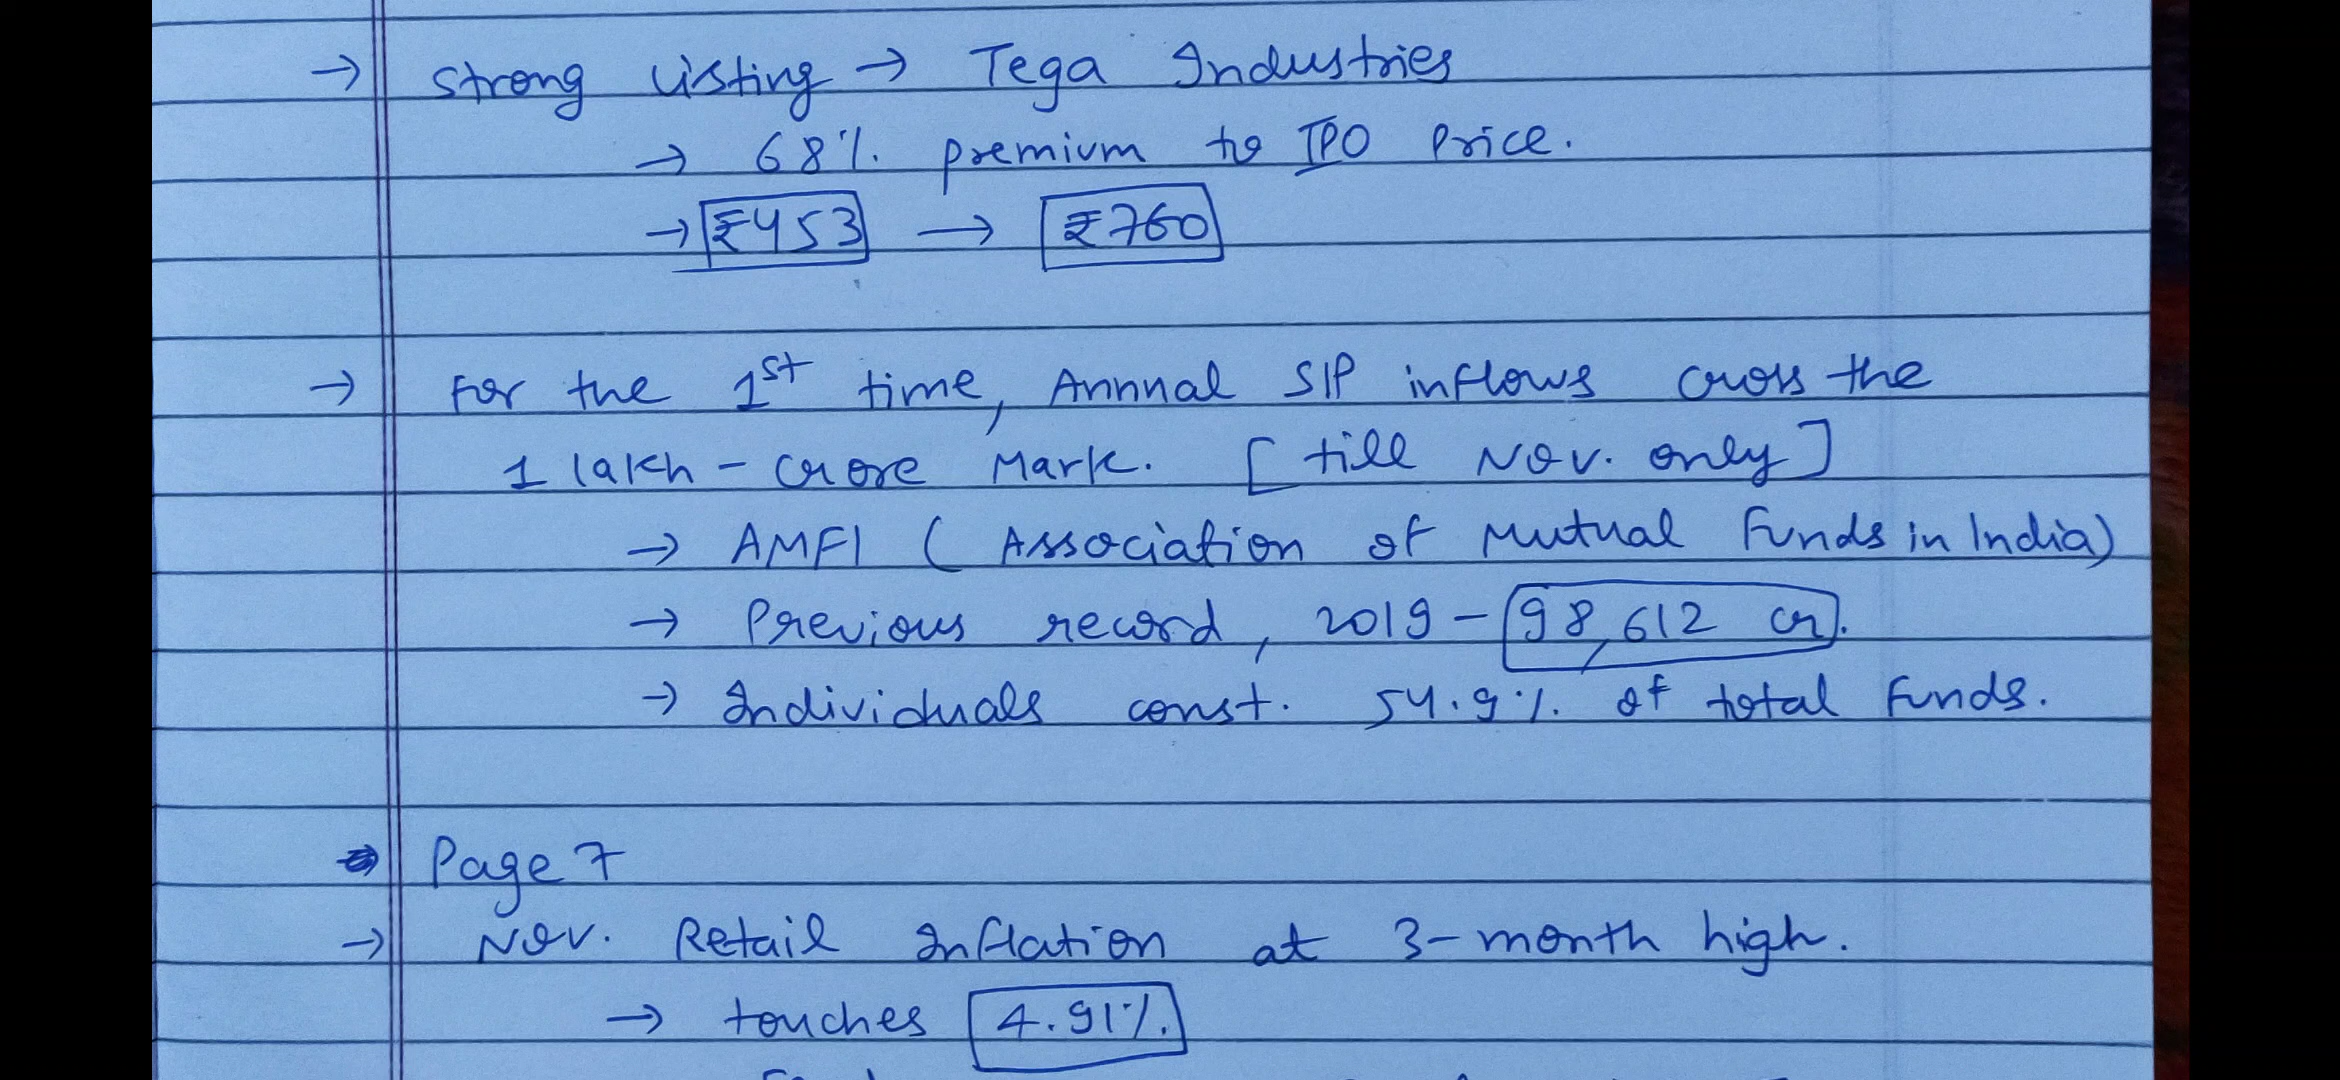 → Strong listing → Tega Industries
→ 68% premium to IPO Price.
→ ₹453 → ₹760
→ For the 1st time, Annual SIP inflows cross the
1 lakh-crore Mark. [till Nov. only]
→ AMFI (Association of Mutual Funds in India)
→ Previous record, 2019 - 98,612 cr.
→ Individuals const. 54.9% of total funds.
Page 7
→ Nov. Retail Inflation at 3-month high.
→ touches 4.91%.